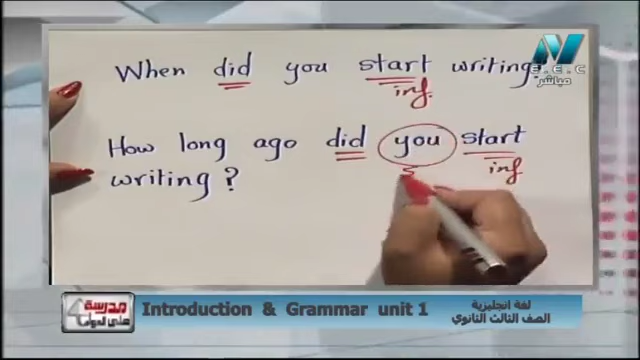 When did you start writing?
inf.
E.E.C
مباشر
How long ago did you start
s
inf
writing?
مدرسة
على الهواء
Introduction & Grammar unit 1
لغة انجليزية
الصف الثالث الثانوي